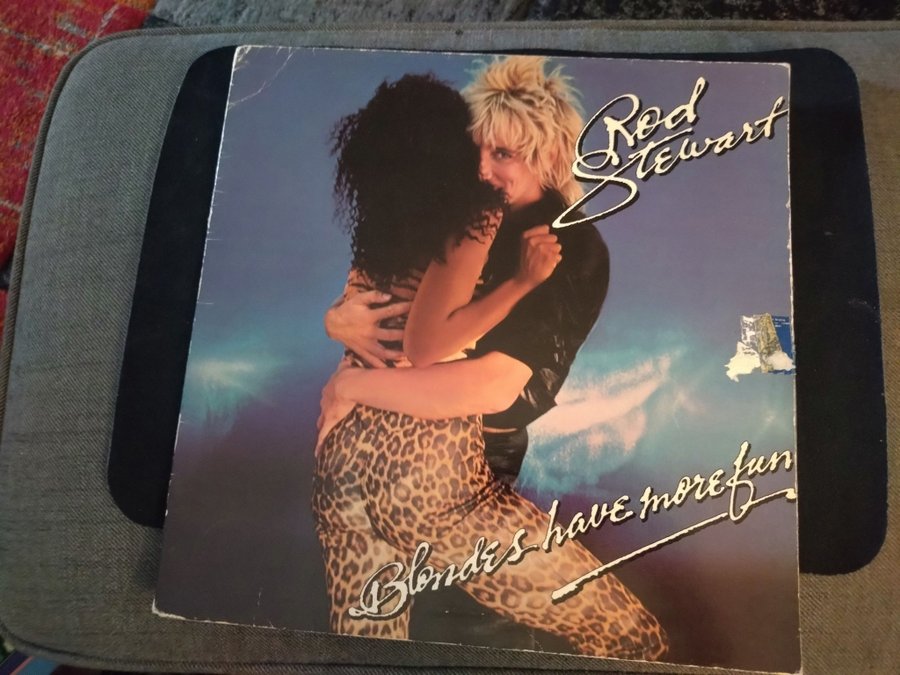 Rod
Stewart
Blondes have more fun